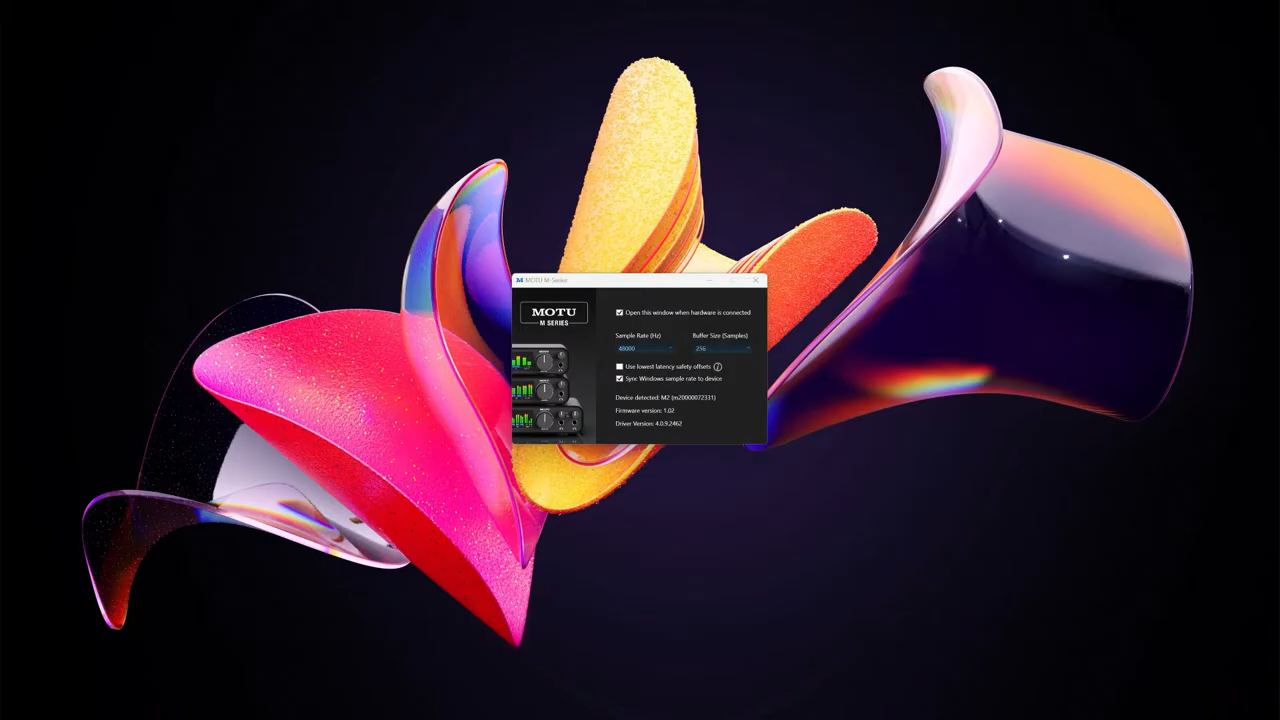 MOTU M-Series
MOTU
M SERIES
Open this window when hardware is connected
Sample Rate (Hz)
Buffer Size (Samples)
48000
256
Use lowest latency safety offsets
Sync Windows sample rate to device
Device detected: M2 (m20000072331)
Firmware version: 1.02
Driver Version: 4.0.9.2462